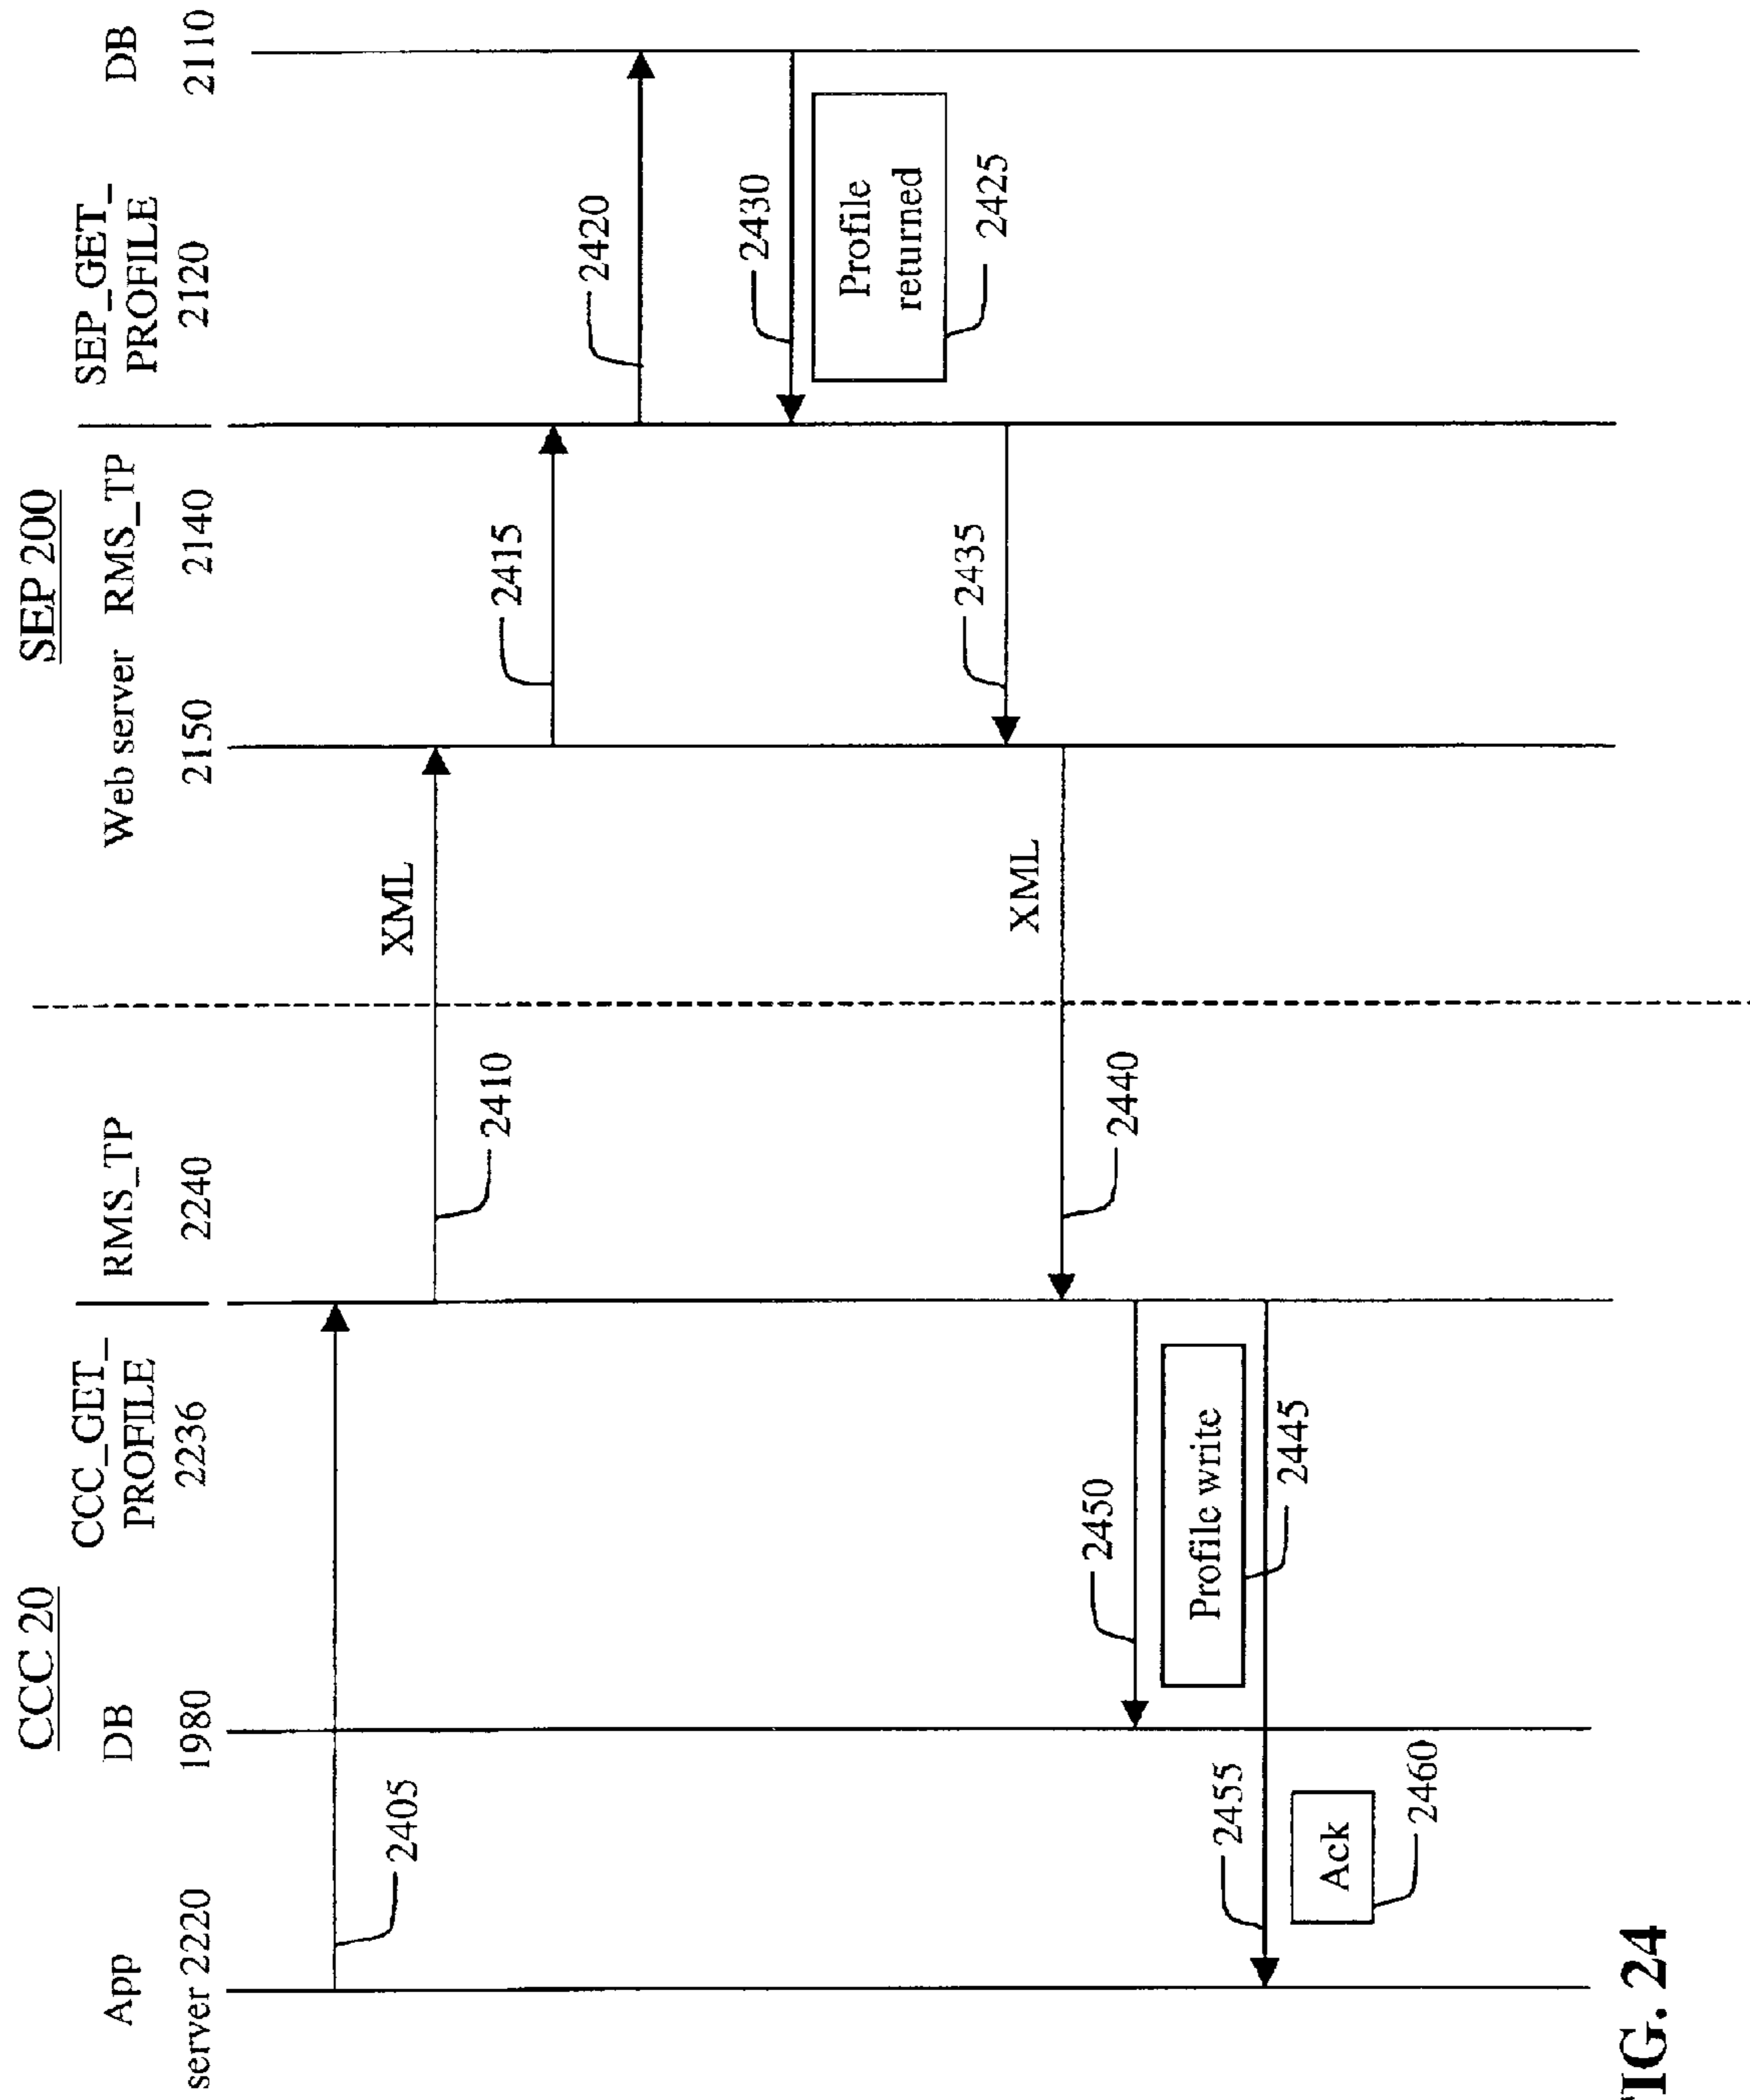 CCC 20
SEP 200
App
server 2220
DB
1980
CCC_GET_
PROFILE
2236
RMS_TP
2240
Web server
2150
RMS_TP
2140
SEP_GET_
PROFILE
2120
DB
2110
2405
XML
2410
2415
2420
2430
Profile
returned
2425
2435
XML
2440
2450
Profile write
2445
2455
Ack
2460
IG. 24